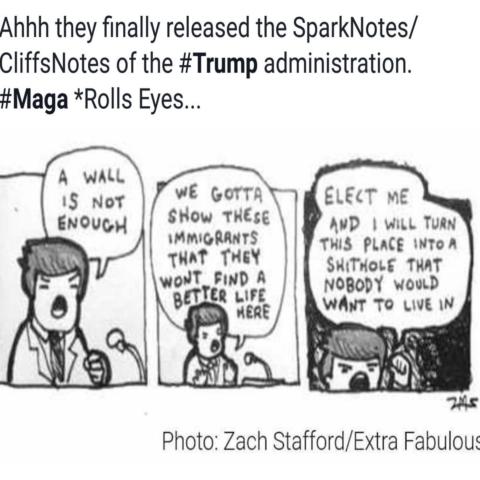 Ahhh they finally released the SparkNotes/
CliffsNotes of the #Trump administration.
#Maga *Rolls Eyes...
A WALL
IS NOT
ENOUGH
WE GOTTA
SHOW THESE
IMMIGRANTS
THAT THEY
WONT FIND A
BETTER LIFE
HERE
ELECT ME
AND I WILL TURN
THIS PLACE INTO A
SHITHOLE THAT
NOBODY WOULD
WANT TO LIVE IN
Photo: Zach Stafford/Extra Fabulous